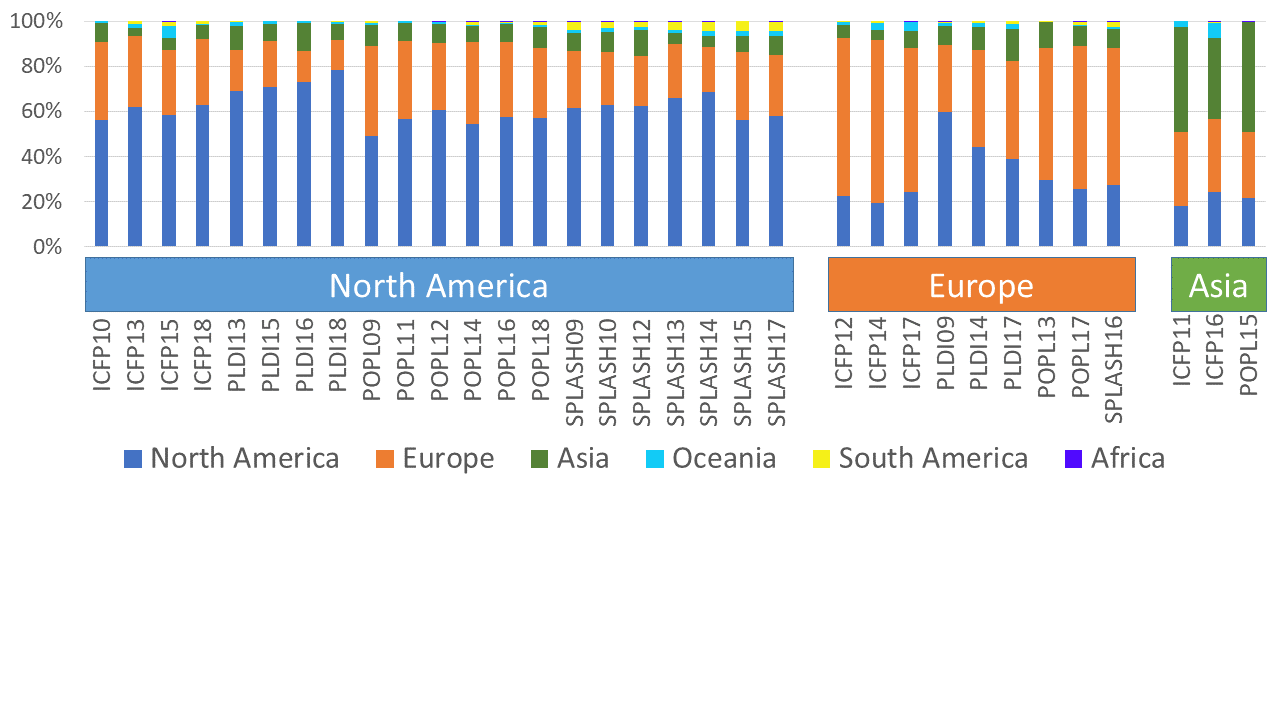 100%
80%
60%
40%
20%
0%
North America
Europe
Asia
ICFP10
ICFP13
ICFP15
ICFP18
PLDI13
PLDI15
PLDI16
PLDI18
POPL09
POPL11
POPL12
POPL14
POPL16
POPL18
SPLASH09
SPLASH10
SPLASH12
SPLASH13
SPLASH14
SPLASH15
SPLASH17
ICFP12
ICFP14
ICFP17
PLDI09
PLDI14
PLDI17
POPL13
POPL17
SPLASH16
ICFP11
ICFP16
POPL15
North America
Europe
Asia
Oceania
South America
Africa